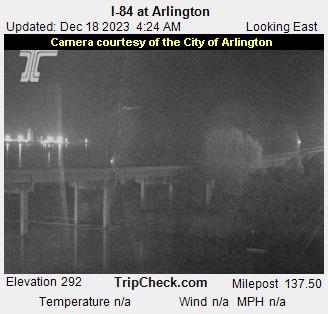 I-84 at Arlington
Updated: Dec 18 2023 4:24 AM Looking East
Camera courtesy of the City of Arlington
Elevation 292 TripCheck.com Milepost 137.50
Temperature n/a Wind n/a MPH n/a